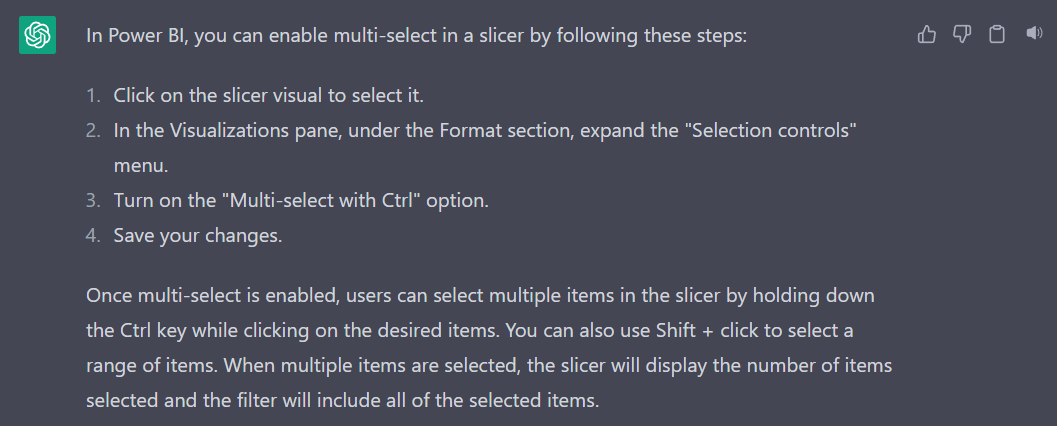 In Power BI, you can enable multi-select in a slicer by following these steps:
1. Click on the slicer visual to select it.
2. In the Visualizations pane, under the Format section, expand the "Selection controls"
menu.
3. Turn on the "Multi-select with Ctrl" option.
4. Save your changes.
Once multi-select is enabled, users can select multiple items in the slicer by holding down
the Ctrl key while clicking on the desired items. You can also use Shift + click to select a
range of items. When multiple items are selected, the slicer will display the number of items
selected and the filter will include all of the selected items.